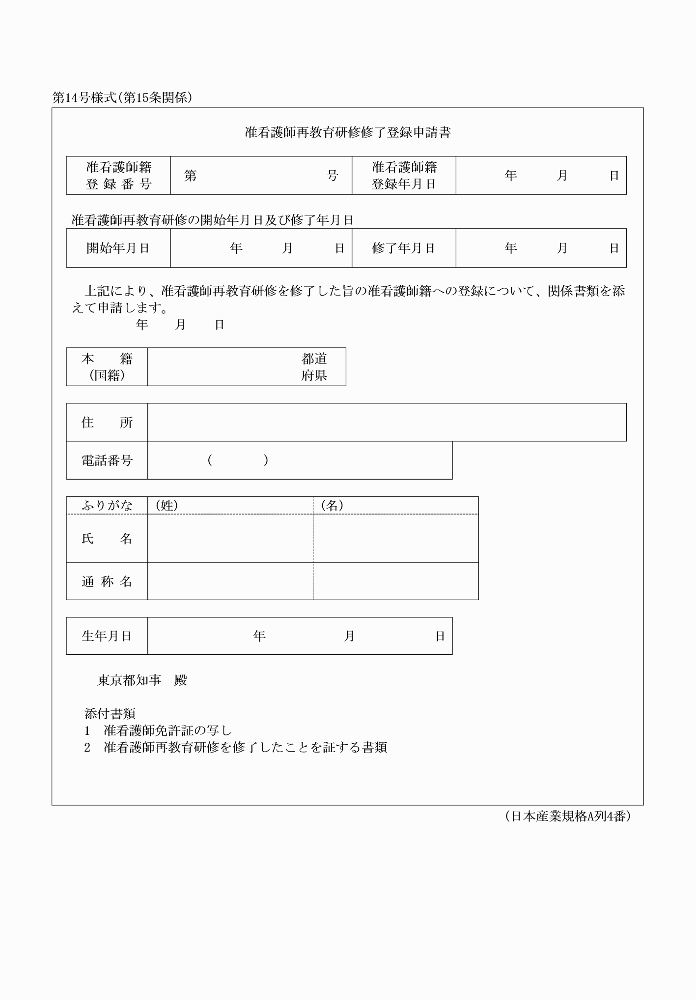 第14号様式(第15条関係)
准看護師再教育研修修了登録申請書
准看護師籍
登録番号
第 号
准看護師籍
登録年月日
年 月 日
准看護師再教育研修の開始年月日及び修了年月日
開始年月日 年 月 日 修了年月日 年 月 日
上記により、准看護師再教育研修を修了した旨の准看護師籍への登録について、関係書類を添
えて申請します。
年 月 日
本 籍
(国籍)
都道
府県
住 所
電話番号 ( )
ふりがな (姓) (名)
氏 名
通称名
生年月日 年 月 日
東京都知事 殿
添付書類
1 准看護師免許証の写し
2 准看護師再教育研修を修了したことを証する書類
(日本産業規格A列4番)